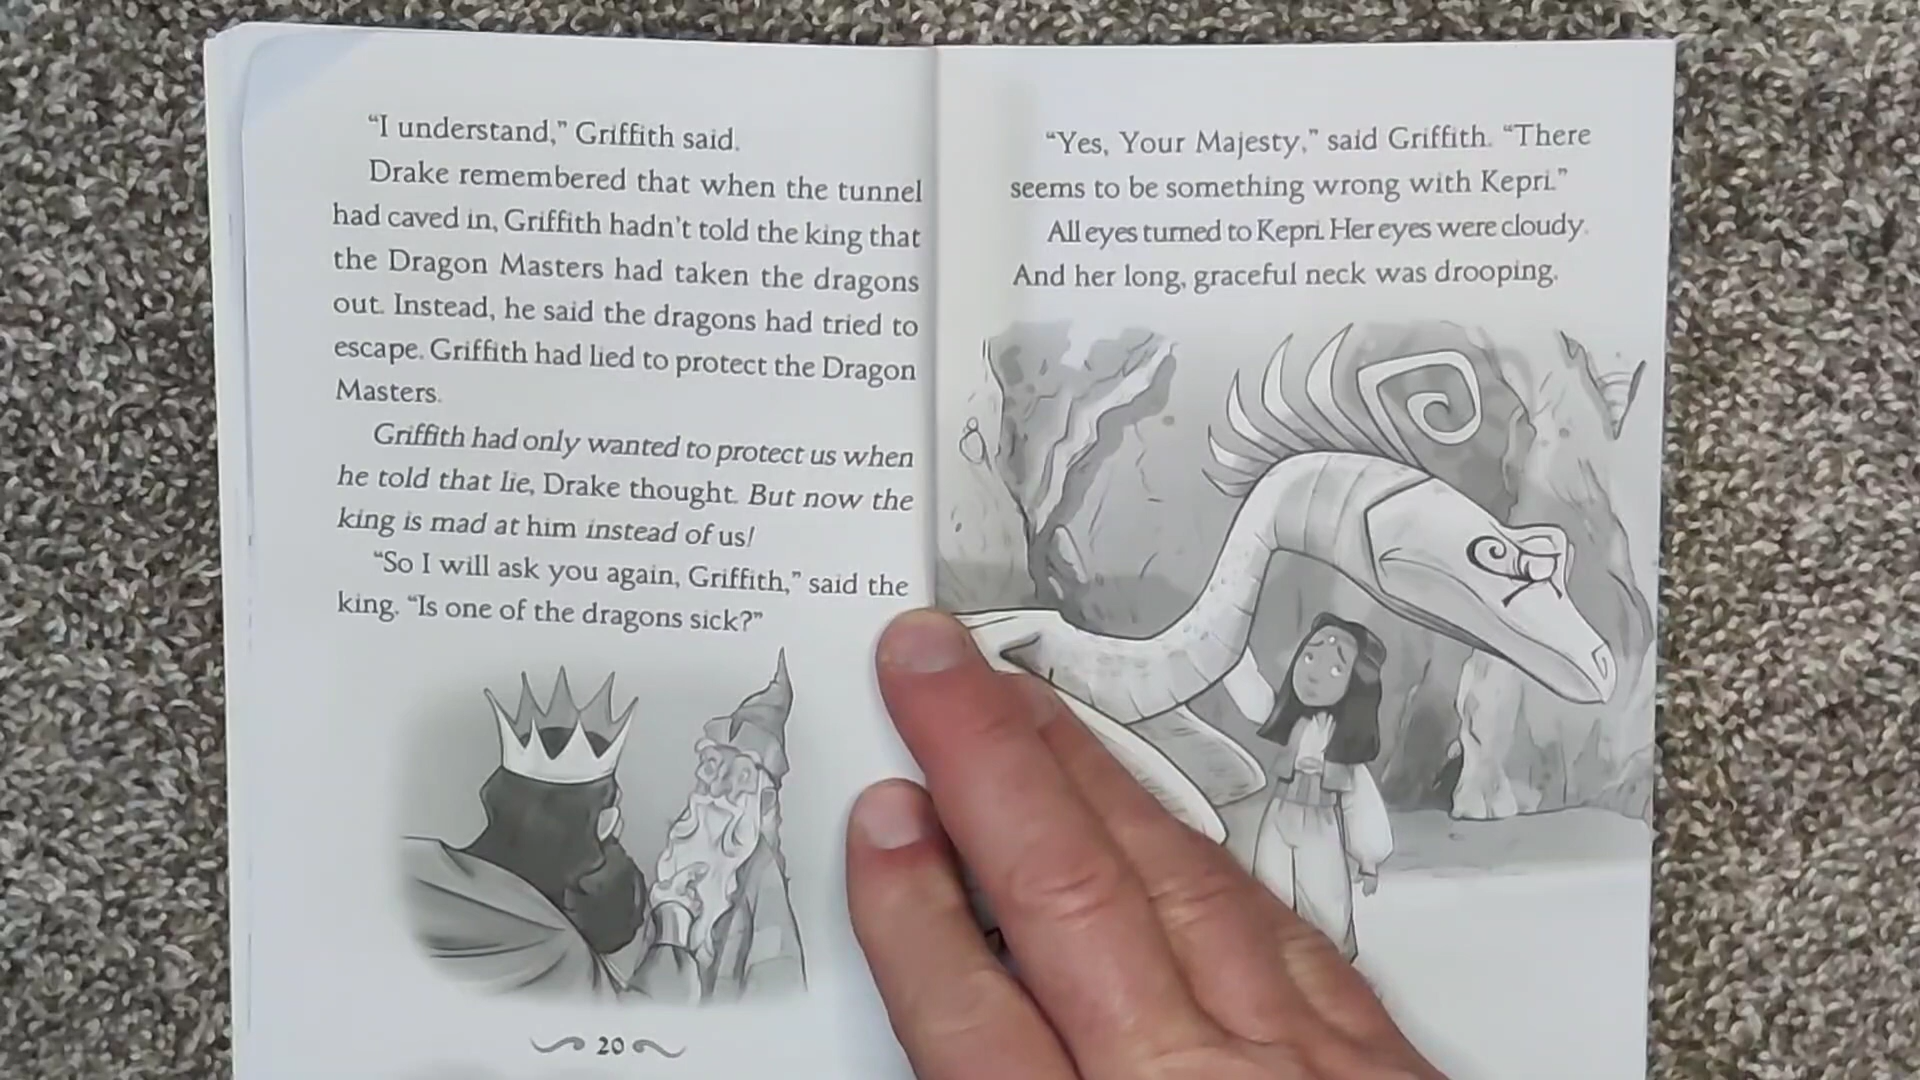 “I understand,” Griffith said.
Drake remembered that when the tunnel
had caved in, Griffith hadn't told the king that
the Dragon Masters had taken the dragons
out. Instead, he said the dragons had tried to
escape. Griffith had lied to protect the Dragon
Masters.
Griffith had only wanted to protect us when
he told that lie, Drake thought. But now the
king is mad at him instead of us!
“So I will ask you again, Griffith,” said the
king. “Is one of the dragons sick?”
20
“Yes, Your Majesty,” said Griffith. “There
seems to be something wrong with Kepri.”
All eyes turned to Kepri. Her eyes were cloudy.
And her long, graceful neck was drooping.